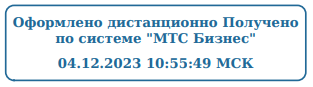 Оформлено дистанционно Получено
по системе "МТС Бизнес"
04.12.2023 10:55:49 МСК